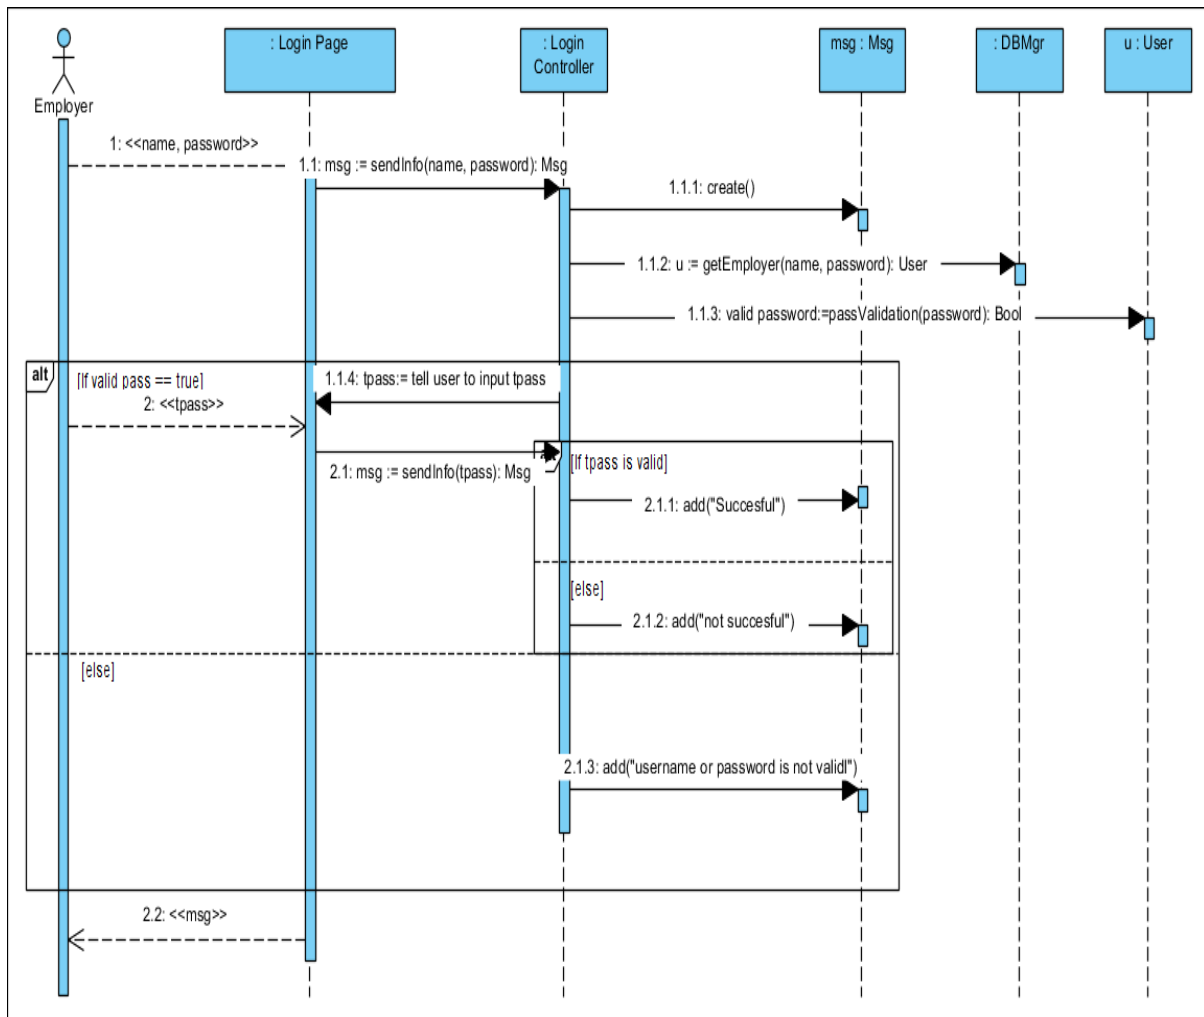 : Login Page
: Login
Controller
msg : Msg
: DBMgr
u : User
Employer
1: <<name, password>>
1.1: msg := sendInfo(name, password): Msg
1.1.1: create()
1.1.2: u := getEmployer(name, password): User
1.1.3: valid password:=passValidation(password): Bool
alt
[If valid pass == true]
1.1.4: tpass:= tell user to input tpass
2: <<tpass>>
2.1: msg := sendInfo(tpass): Msg
[If tpass is valid]
2.1.1: add("Succesful")
[else]
2.1.2: add("not succesful")
[else]
2.1.3: add("username or password is not validl")
2.2: <<msg>>